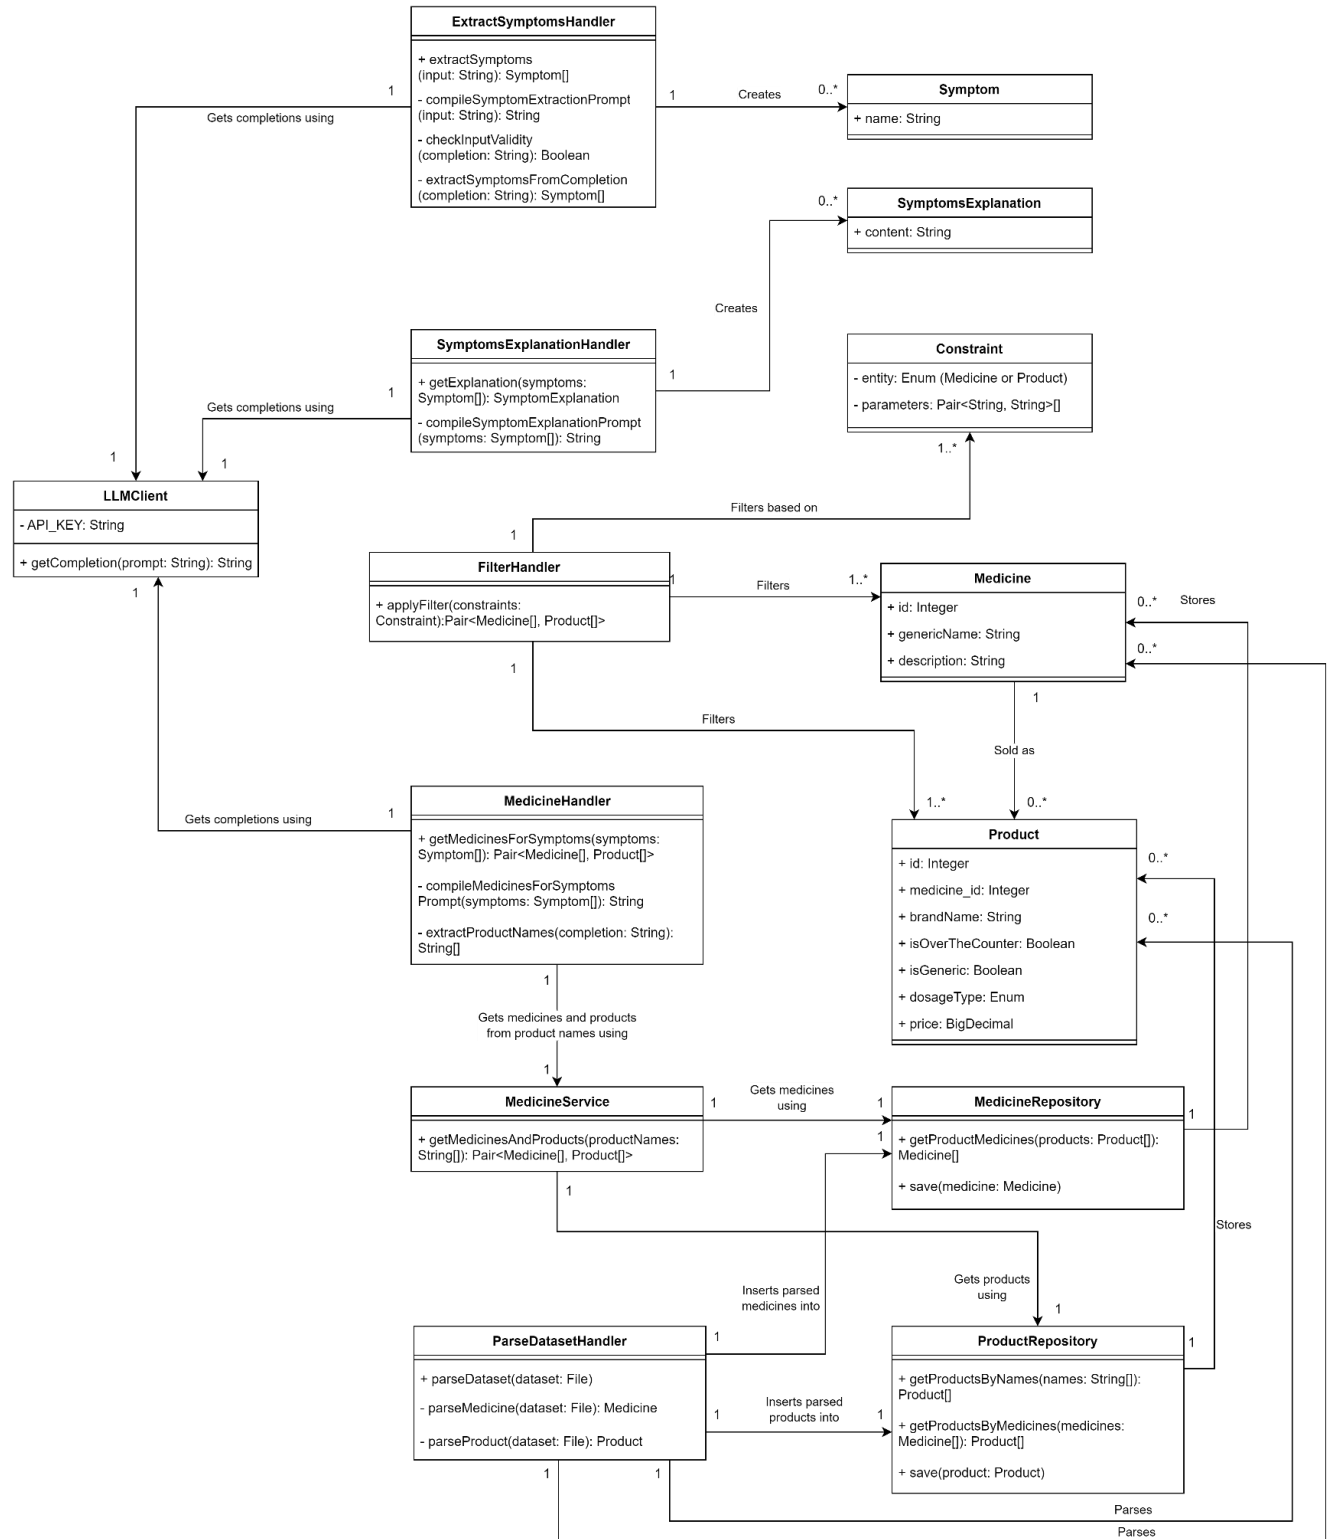 ExtractSymptomsHandler
+ extractSymptoms
(input: String): Symptom[]
- compileSymptomExtractionPrompt
(input: String): String
- checkInputValidity
(completion: String): Boolean
- extractSymptomsFromCompletion
(completion: String): Symptom[]
1
Gets completions using
1
Creates
0..*
Symptom
+ name: String
0..*
SymptomsExplanation
+ content: String
Creates
SymptomsExplanationHandler
+ getExplanation(symptoms:
Symptom[]): SymptomExplanation
- compileSymptomExplanationPrompt
(symptoms: Symptom[]): String
1
1
Gets completions using
Constraint
- entity: Enum (Medicine or Product)
- parameters: Pair<String, String>[]
1..*
1
1
LLMClient
- API_KEY: String
+ getCompletion(prompt: String): String
1
Filters based on
1
FilterHandler
+ applyFilter(constraints:
Constraint):Pair<Medicine[], Product[]>
1
Filters
1..*
Medicine
+ id: Integer
+ genericName: String
+ description: String
0..*
Stores
0..*
1
Filters
1
Sold as
1..*
0..*
MedicineHandler
+ getMedicinesForSymptoms(symptoms:
Symptom[]): Pair<Medicine[], Product[]>
- compileMedicinesForSymptoms
Prompt(symptoms: Symptom[]): String
- extractProductNames(completion: String):
String[]
1
Gets completions using
Product
+ id: Integer
+ medicine_id: Integer
+ brandName: String
+ isOverTheCounter: Boolean
+ isGeneric: Boolean
+ dosageType: Enum
+ price: BigDecimal
0..*
0..*
1
Gets medicines and products
from product names using
1
MedicineService
+ getMedicinesAndProducts(productNames:
String[]): Pair<Medicine[], Product[]>
1
Gets medicines
using
1
MedicineRepository
+ getProductMedicines(products: Product[]):
Medicine[]
+ save(medicine: Medicine)
1
1
1
Stores
Gets products
using
1
Inserts parsed
medicines into
ParseDatasetHandler
+ parseDataset(dataset: File)
- parseMedicine(dataset: File): Medicine
- parseProduct(dataset: File): Product
1
1
Inserts parsed
products into
1
ProductRepository
+ getProductsByNames(names: String[]):
Product[]
+ getProductsByMedicines(medicines:
Medicine[]): Product[]
+ save(product: Product)
1
1
1
Parses
Parses